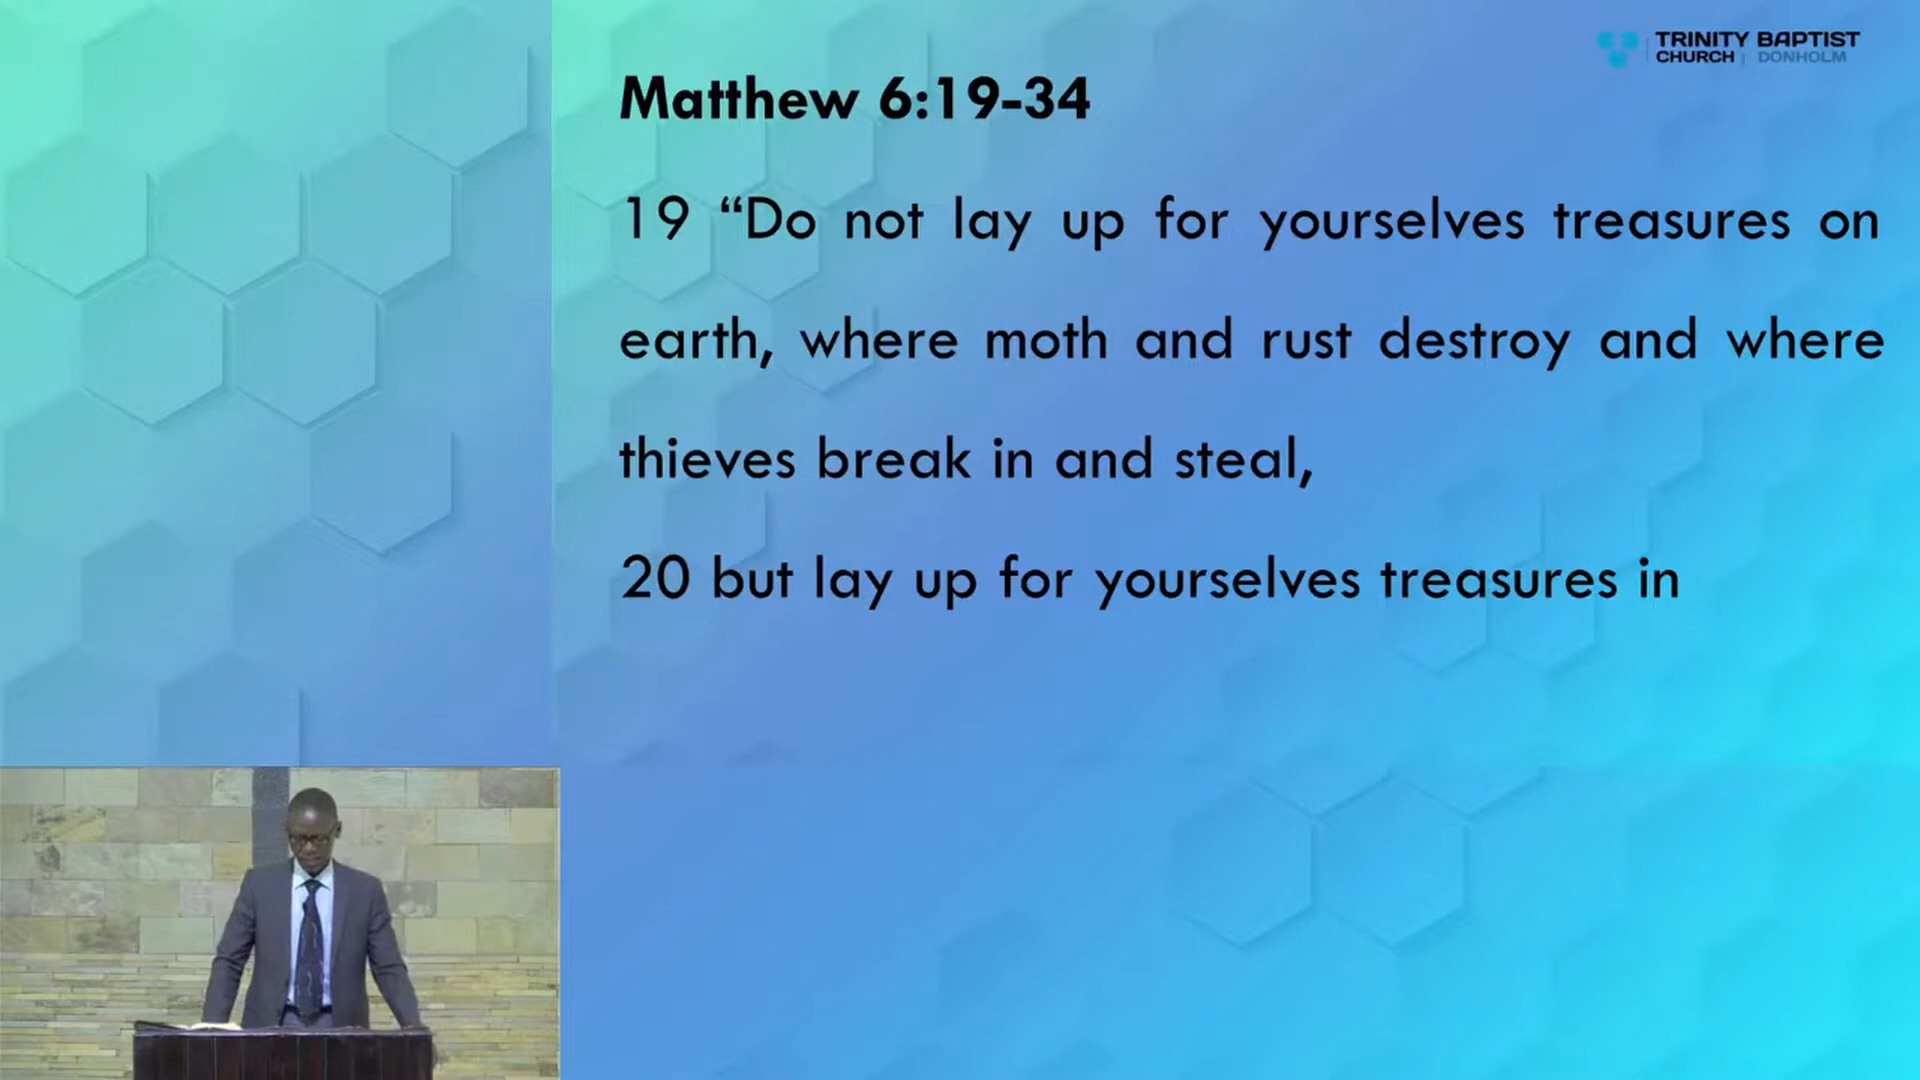 TRINITY BAPTIST
CHURCH | DONHOLM
Matthew 6:19-34
19 “Do not lay up for yourselves treasures on
earth, where moth and rust destroy and where
thieves break in and steal,
20 but lay up for yourselves treasures in